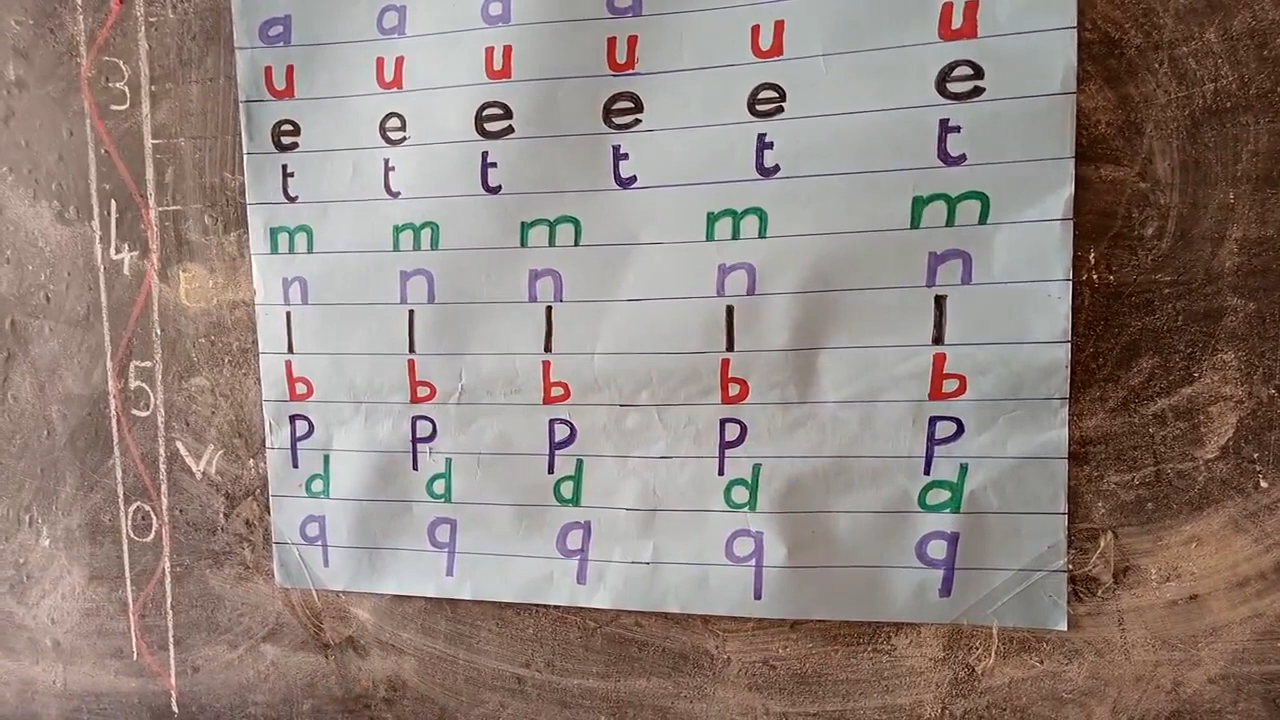 a a a a
u u u u u u
e e e e e e
t t t t t t
m m m m m
n n n n n
l l l l l
b b b b b
p p p p p
d d d d d
q q q q q
3
4
5
0